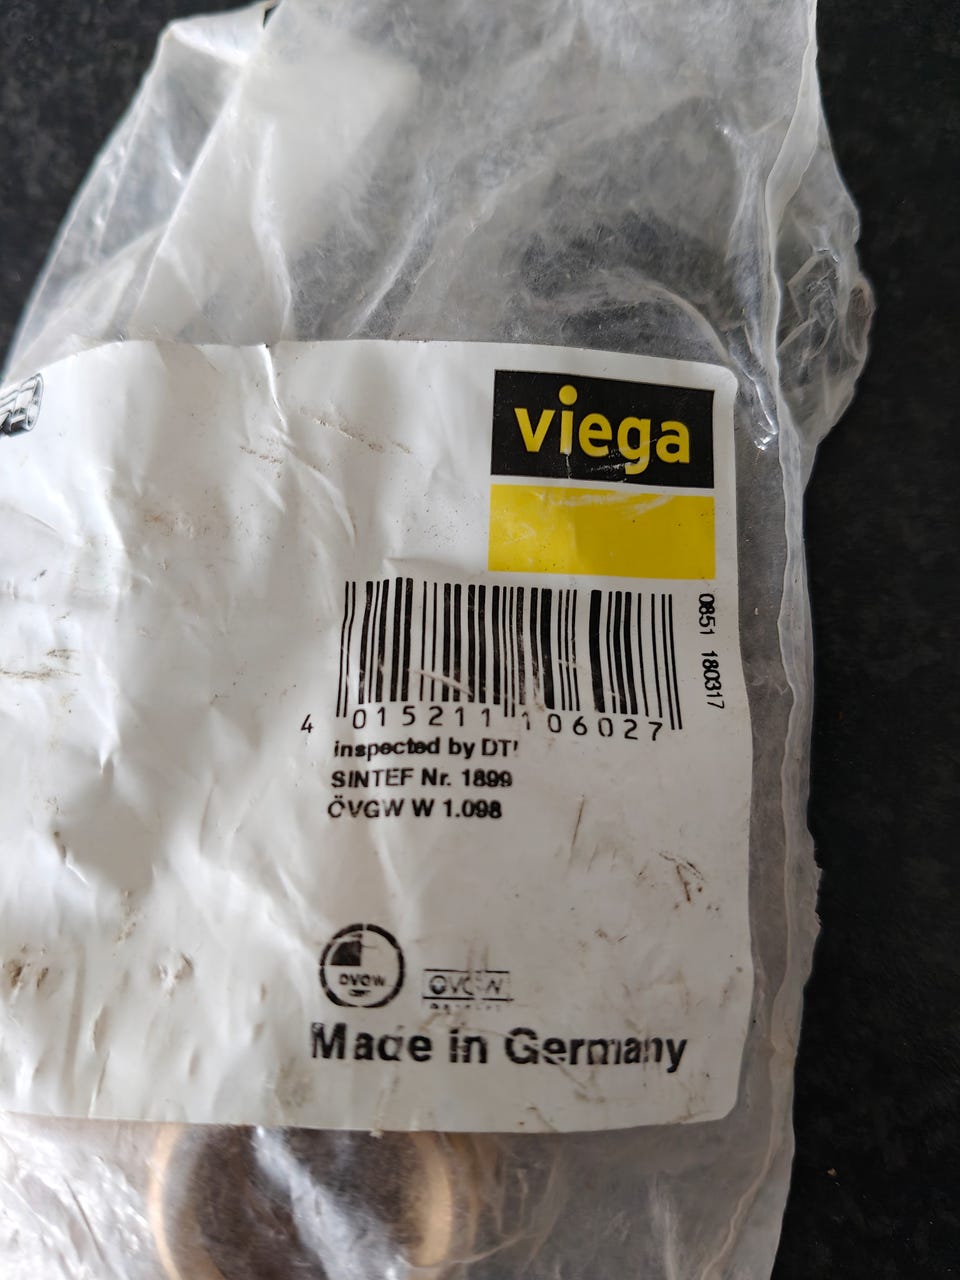 viega
0851 180317
4 015211 106027
inspected by DTI
SINTEF Nr. 1899
ÖVGW W 1.098
DVGW
ÖVGW
Made in Germany